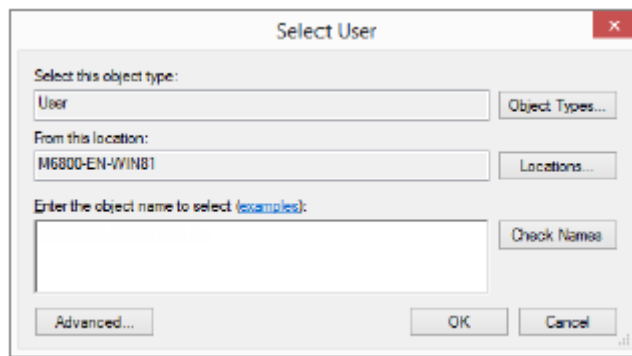 Select User
Select this object type:
User
Object Types...
From this location:
M6800-EN-WIN81
Locations...
Enter the object name to select (examples):
Check Names
Advanced...
OK
Cancel